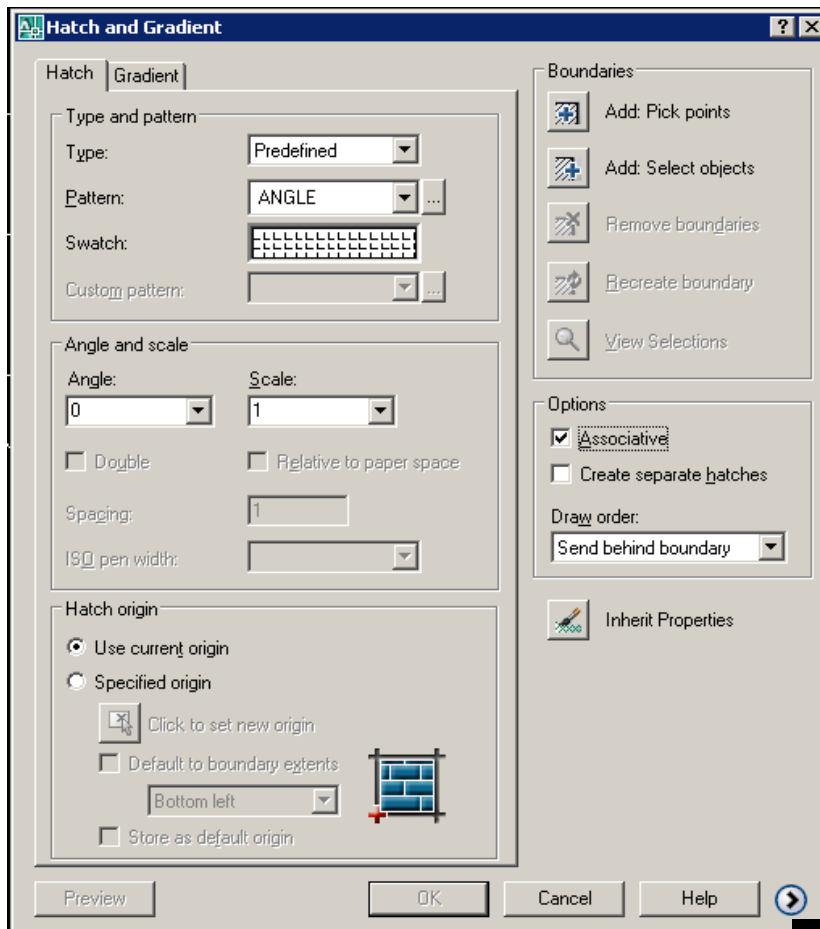 Hatch and Gradient
Hatch
Gradient
Type and pattern
Type:
Predefined
Pattern:
ANGLE
...
Swatch:
Custom pattern:
...
Angle and scale
Angle:
Scale:
0
1
Double
Relative to paper space
Spacing:
1
ISO pen width:
Hatch origin
Use current origin
Specified origin
Click to set new origin
Default to boundary extents
Bottom left
Store as default origin
Boundaries
Add: Pick points
Add: Select objects
Remove boundaries
Recreate boundary
View Selections
Options
Associative
Create separate hatches
Draw order:
Send behind boundary
Inherit Properties
Preview
OK
Cancel
Help